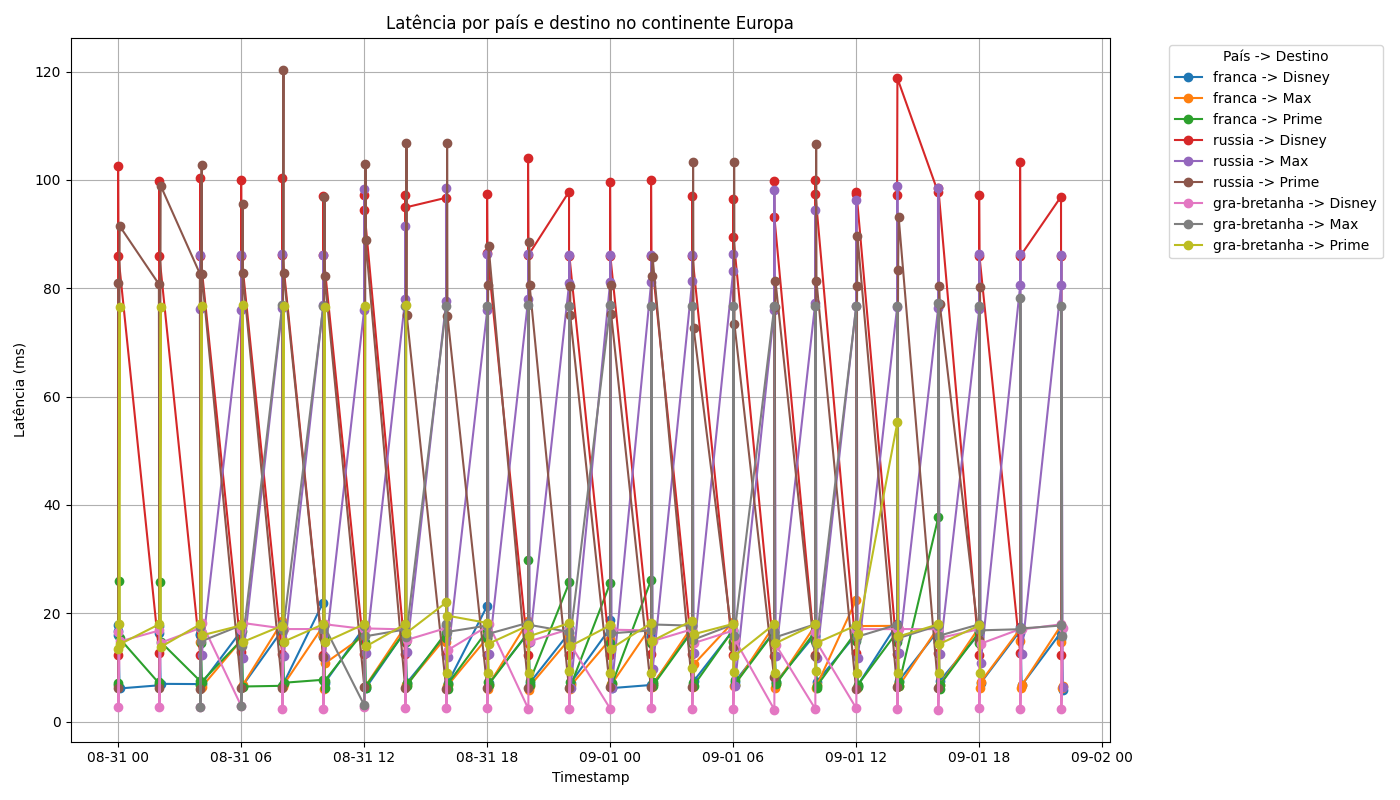 Latência por país e destino no continente Europa
Latência (ms)
120
100
80
60
40
20
0
08-31 00
08-31 06
08-31 12
08-31 18
09-01 00
09-01 06
09-01 12
09-01 18
09-02 00
Timestamp
País -> Destino
franca -> Disney
franca -> Max
franca -> Prime
russia -> Disney
russia -> Max
russia -> Prime
gra-bretanha -> Disney
gra-bretanha -> Max
gra-bretanha -> Prime